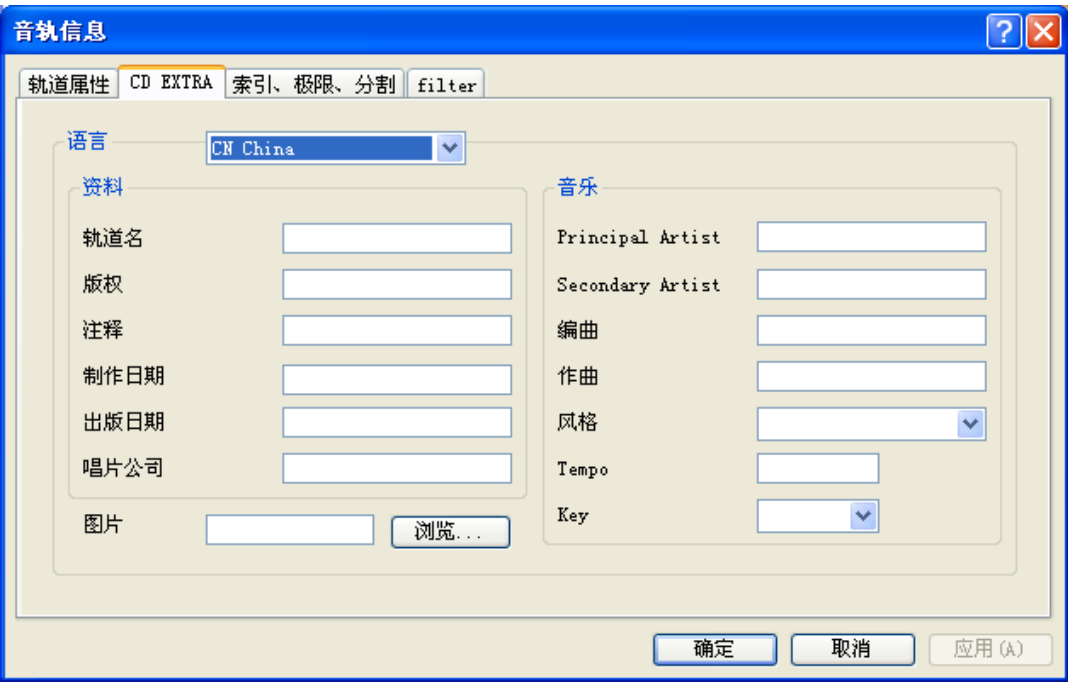 音轨信息
轨道属性 CD EXTRA 索引、极限、分割 filter
语言 CN China
资料
轨道名
版权
注释
制作日期
出版日期
唱片公司
图片 浏览...
音乐
Principal Artist
Secondary Artist
编曲
作曲
风格
Tempo
Key
确定 取消 应用(A)